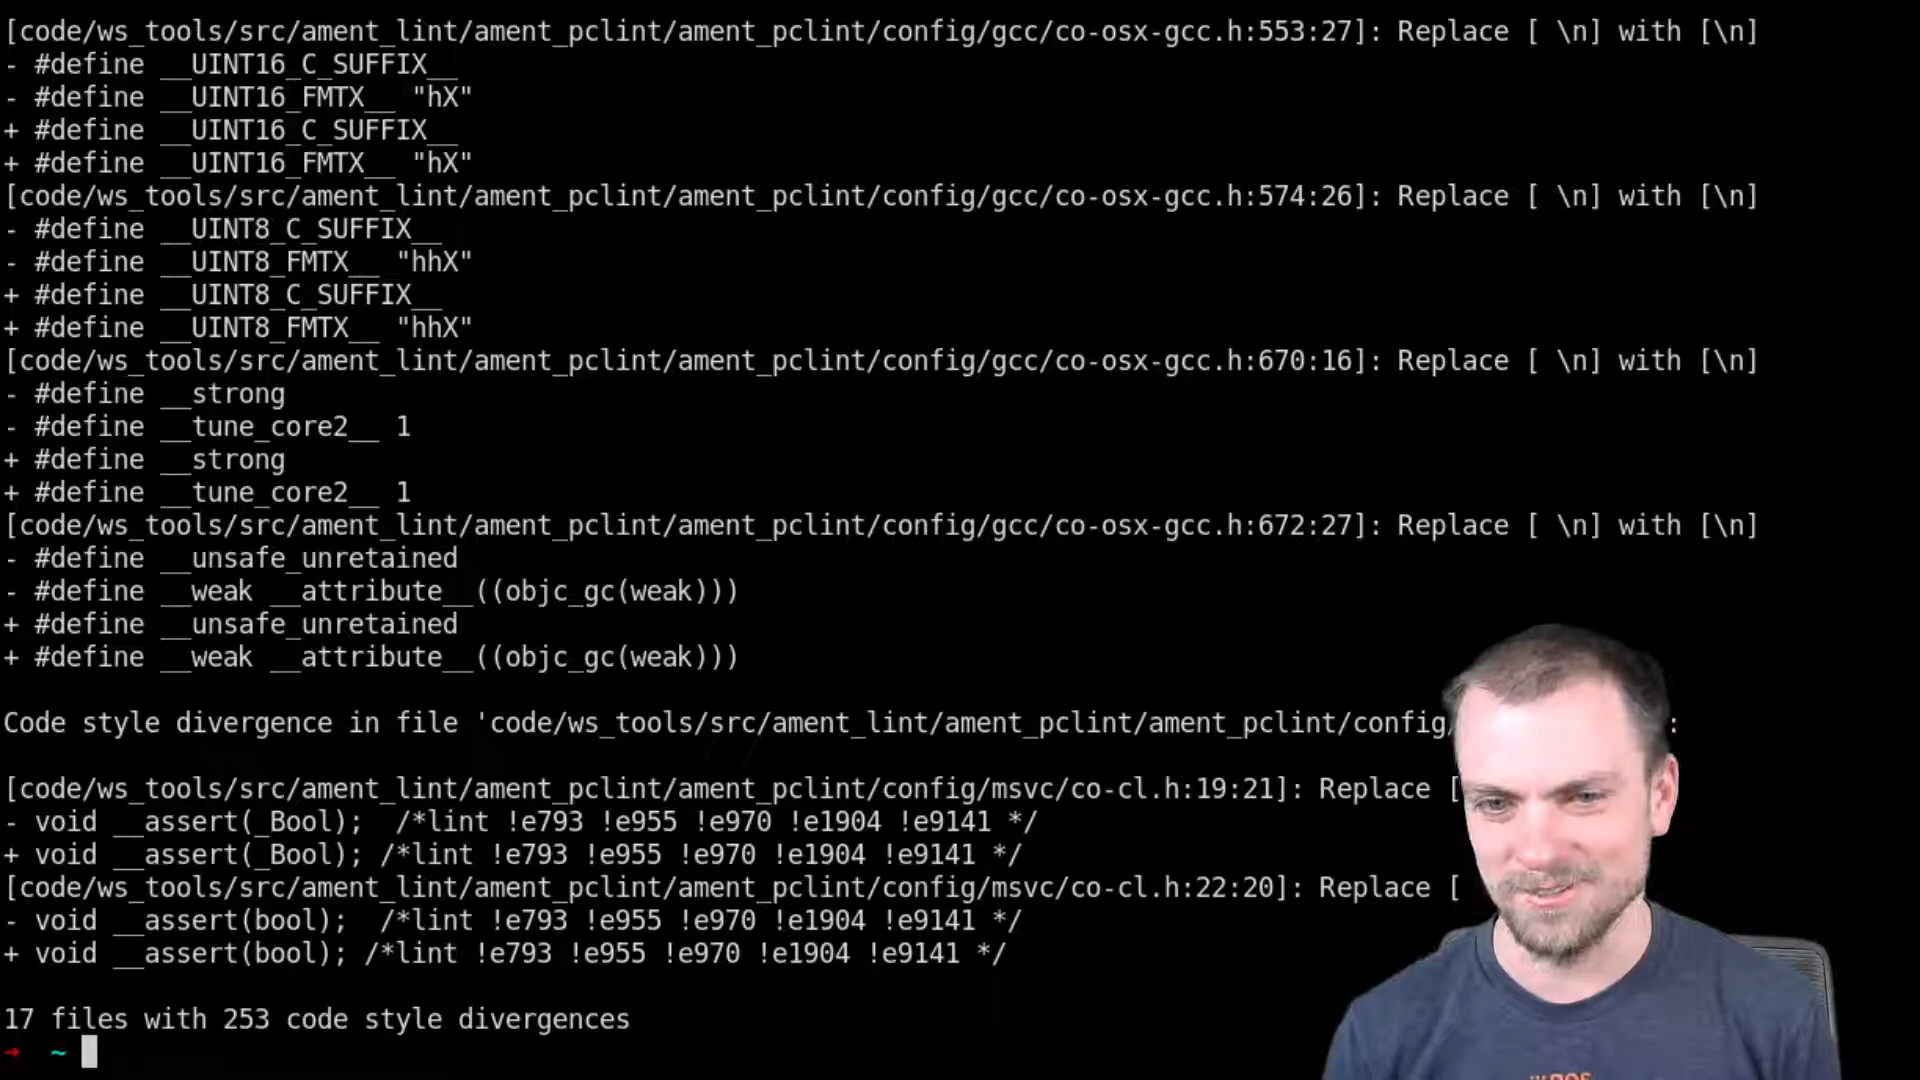 [code/ws_tools/src/ament_lint/ament_pclint/ament_pclint/config/gcc/co-osx-gcc.h:553:27]: Replace [ \n] with [\n]
- #define __UINT16_C_SUFFIX__
- #define __UINT16_FMTX__ "hX"
+ #define __UINT16_C_SUFFIX__
+ #define __UINT16_FMTX__ "hX"
[code/ws_tools/src/ament_lint/ament_pclint/ament_pclint/config/gcc/co-osx-gcc.h:574:26]: Replace [ \n] with [\n]
- #define __UINT8_C_SUFFIX__
- #define __UINT8_FMTX__ "hhX"
+ #define __UINT8_C_SUFFIX__
+ #define __UINT8_FMTX__ "hhX"
[code/ws_tools/src/ament_lint/ament_pclint/ament_pclint/config/gcc/co-osx-gcc.h:670:16]: Replace [ \n] with [\n]
- #define __strong
- #define __tune_core2__ 1
+ #define __strong
+ #define __tune_core2__ 1
[code/ws_tools/src/ament_lint/ament_pclint/ament_pclint/config/gcc/co-osx-gcc.h:672:27]: Replace [ \n] with [\n]
- #define __unsafe_unretained
- #define __weak __attribute__((objc_gc(weak)))
+ #define __unsafe_unretained
+ #define __weak __attribute__((objc_gc(weak)))
Code style divergence in file 'code/ws_tools/src/ament_lint/ament_pclint/ament_pclint/config/ :
[code/ws_tools/src/ament_lint/ament_pclint/ament_pclint/config/msvc/co-cl.h:19:21]: Replace [
- void __assert(_Bool);  /*lint !e793 !e955 !e970 !e1904 !e9141 */
+ void __assert(_Bool); /*lint !e793 !e955 !e970 !e1904 !e9141 */
[code/ws_tools/src/ament_lint/ament_pclint/ament_pclint/config/msvc/co-cl.h:22:20]: Replace [
- void __assert(bool);  /*lint !e793 !e955 !e970 !e1904 !e9141 */
+ void __assert(bool); /*lint !e793 !e955 !e970 !e1904 !e9141 */
17 files with 253 code style divergences
→ ~